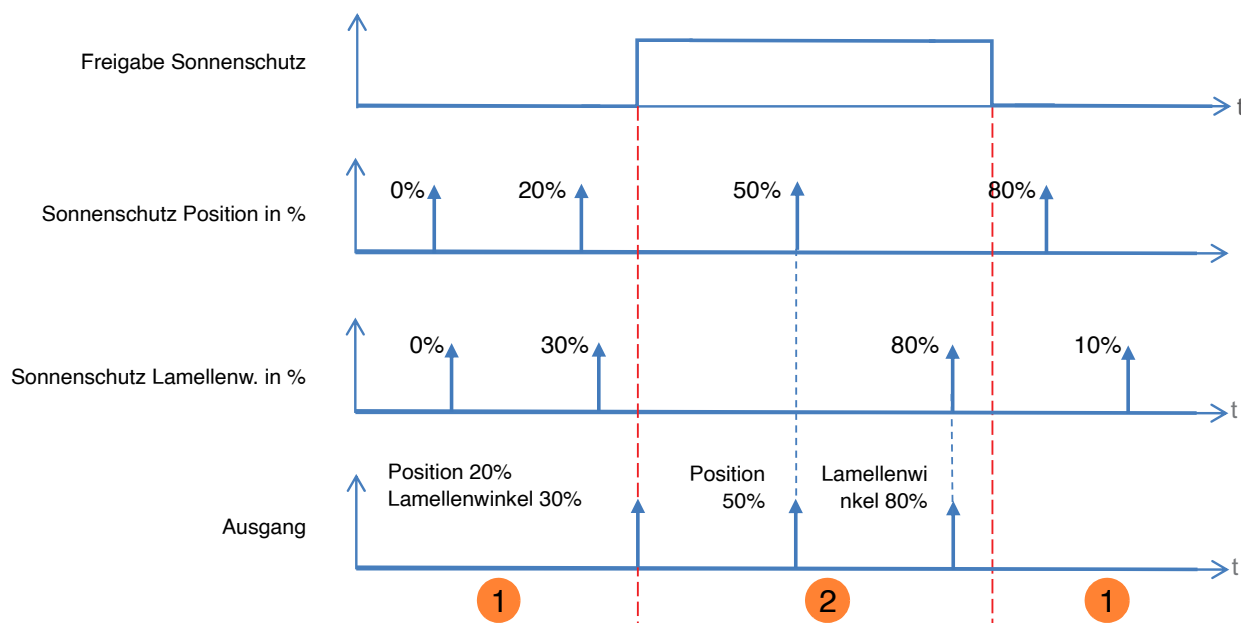 Freigabe Sonnenschutz
t
0%
20%
50%
80%
Sonnenschutz Position in %
0%
30%
80%
10%
Sonnenschutz Lamellenw. in %
t
Position 20%
Lamellenwinkel 30%
Position
50%
Lamellenwi
nkel 80%
Ausgang
t
1
2
1